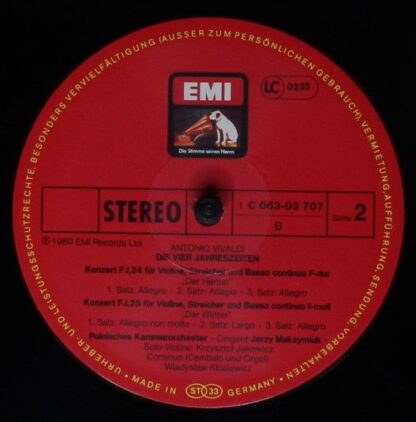 URHEBER- UND LEISTUNGSSCHUTZRECHTE, BESONDERS VERVIELFÄLTIGUNG (AUSSER ZUM PERSÖNLICHEN GEBRAUCH), VERMIETUNG, AUFFÜHRUNG, SENDUNG, VORBEHALTEN •
EMI
LC 0233
Die Stimme seines Herrn
STEREO
1 C 063-03 707
B
Seite 2
℗ 1980 EMI Records Ltd
ANTONIO VIVALDI
DIE VIER JAHRESZEITEN
Konzert F.I,24 für Violine, Streicher und Basso continuo F-dur
„Der Herbst“
1. Satz: Allegro - 2. Satz: Adagio - 3. Satz: Allegro
Konzert F.I,25 für Violine, Streicher und Basso continuo f-moll
„Der Winter“
1. Satz: Allegro non molto - 2. Satz: Largo - 3. Satz: Allegro
Polnisches Kammerorchester - Dirigent Jerzy Maksymiuk
Solo-Violine: Krzysztof Jakowicz
Continuo (Cembalo und Orgel)
Wladyslaw Klosiewicz
• MADE IN GERMANY •
ST 33